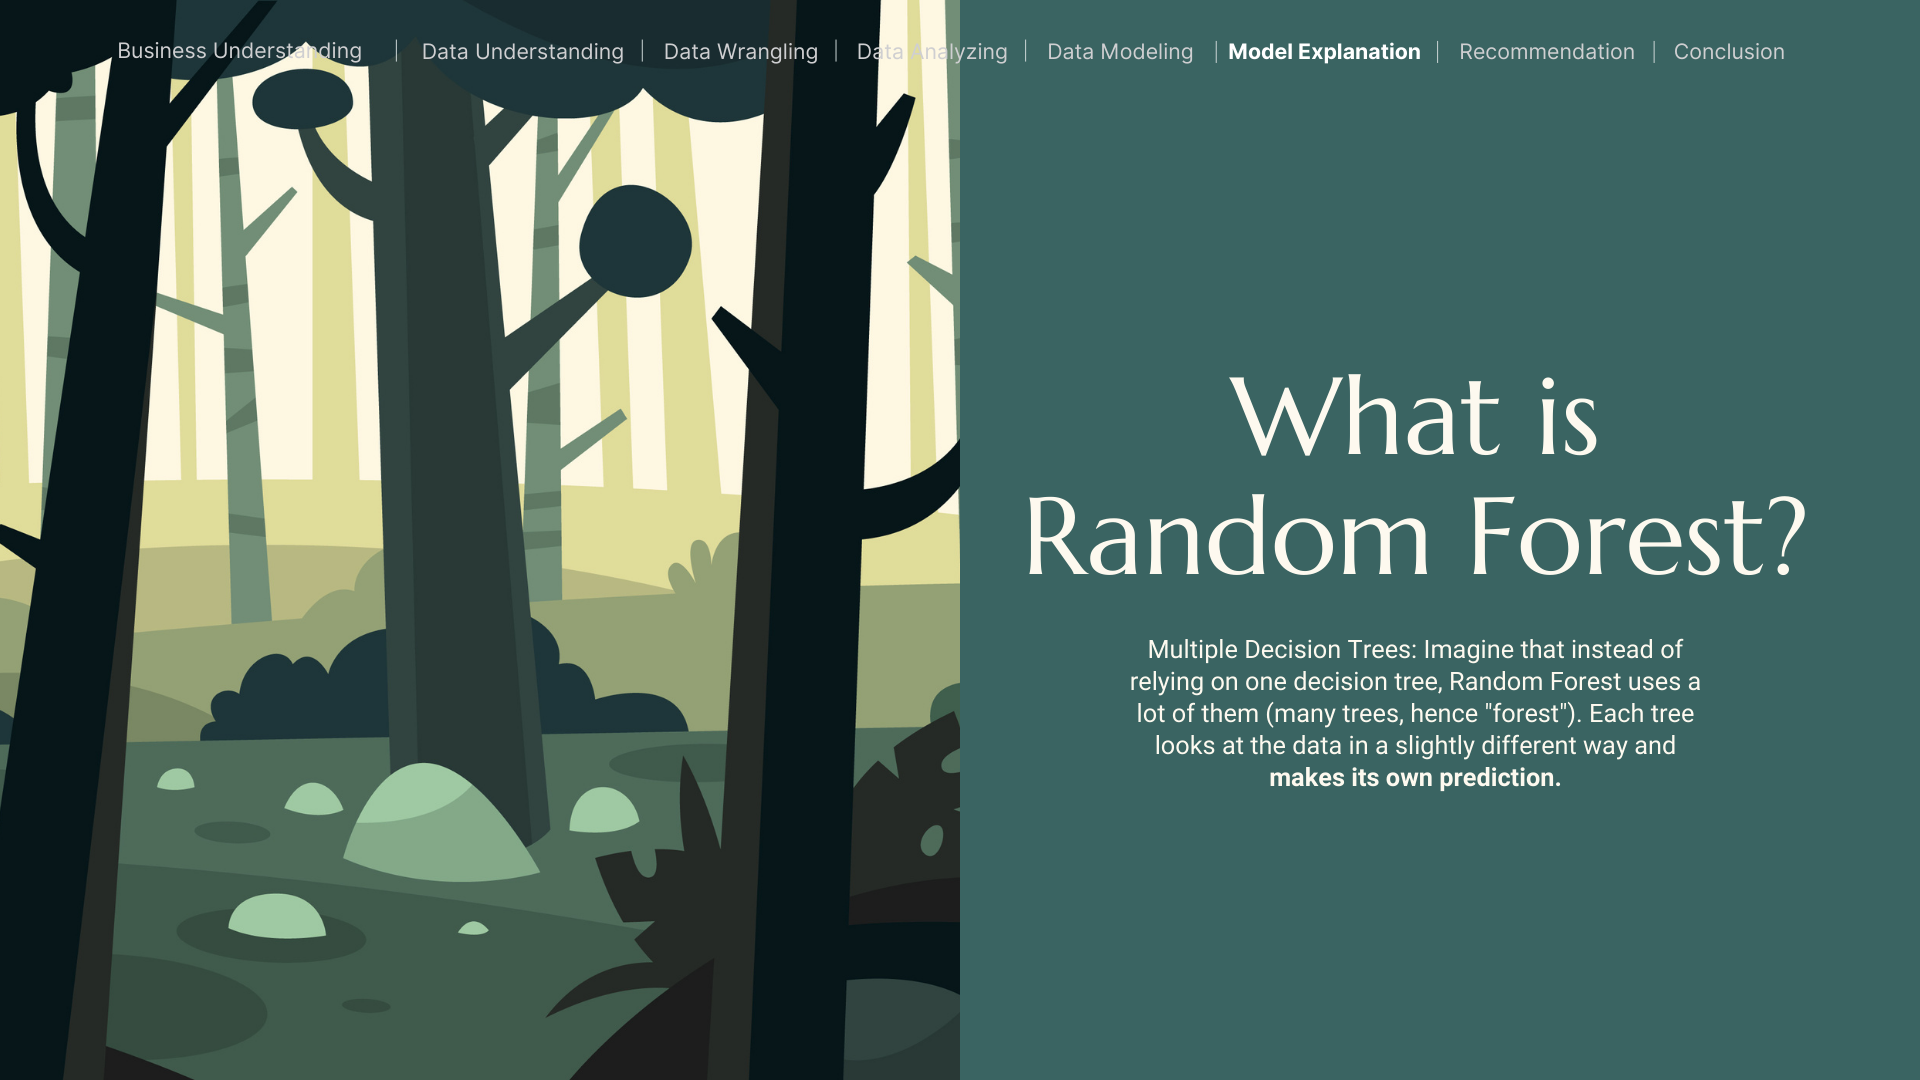 Business Understanding | Data Understanding | Data Wrangling | Data Analyzing | Data Modeling | Model Explanation | Recommendation | Conclusion
What is
Random Forest?
Multiple Decision Trees: Imagine that instead of
relying on one decision tree, Random Forest uses a
lot of them (many trees, hence "forest"). Each tree
looks at the data in a slightly different way and
makes its own prediction.